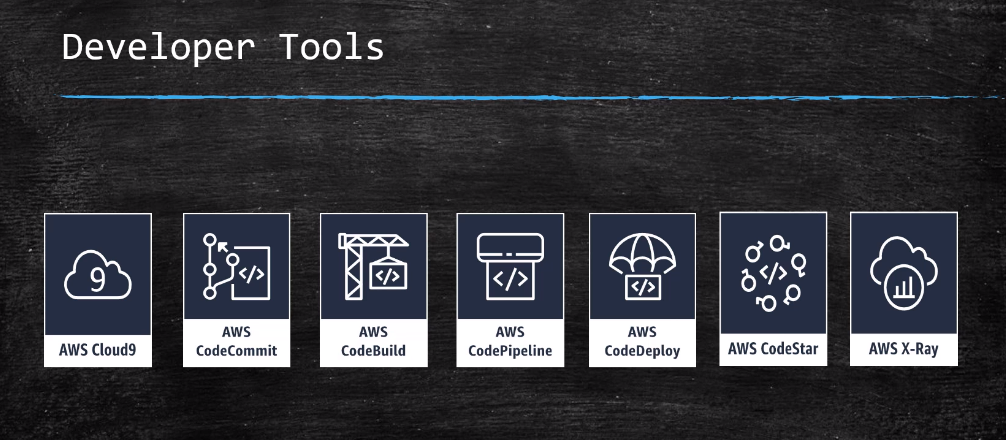 Developer Tools
9
</>
</>
</>
</>
</>
AWS Cloud9
AWS
CodeCommit
AWS
CodeBuild
AWS
CodePipeline
AWS
CodeDeploy
AWS CodeStar
AWS X-Ray